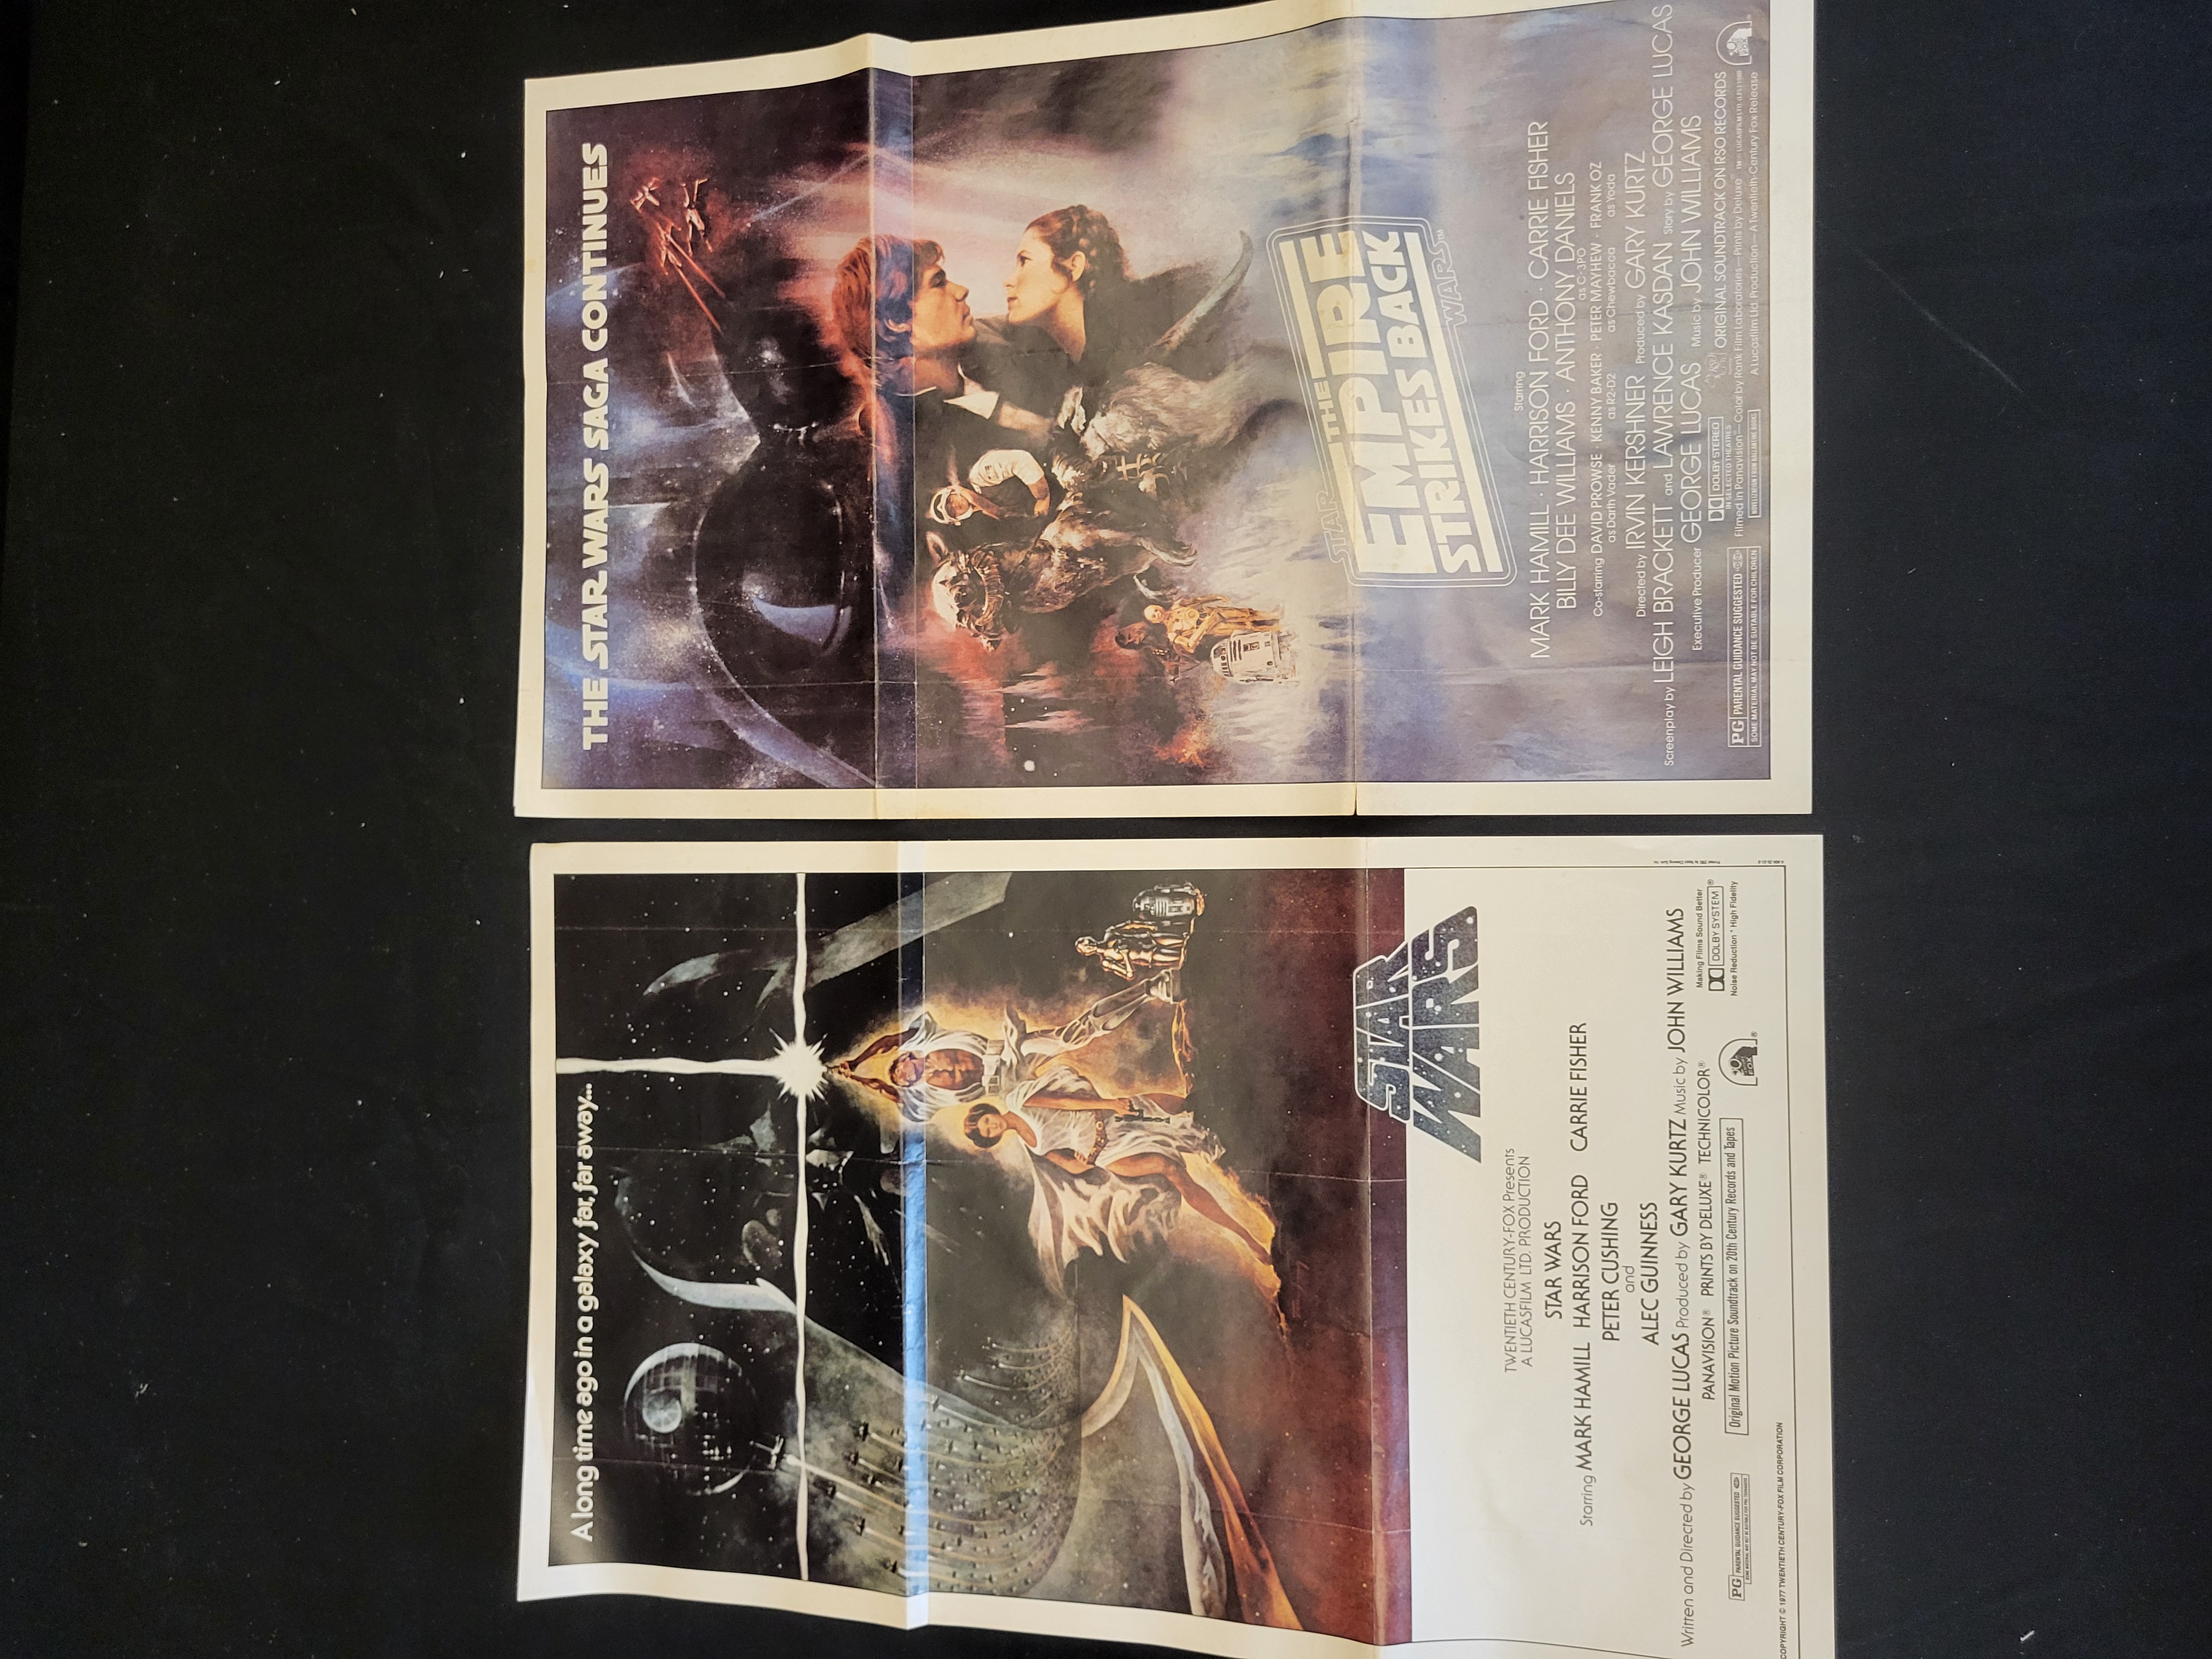 A long time ago in a galaxy far, far away...
STAR
WARS
TWENTIETH CENTURY-FOX Presents
A LUCASFILM LTD. PRODUCTION
STAR WARS
Starring MARK HAMILL HARRISON FORD CARRIE FISHER
PETER CUSHING
and
ALEC GUINNESS
Written and Directed by GEORGE LUCAS Produced by GARY KURTZ Music by JOHN WILLIAMS
PANAVISION® PRINTS BY DELUXE® TECHNICOLOR®
Making Films Sound Better
DOLBY SYSTEM®
Noise Reduction · High Fidelity
Original Motion Picture Soundtrack on 20th Century Records and Tapes
PG PARENTAL GUIDANCE SUGGESTED
COPYRIGHT © 1977 TWENTIETH CENTURY-FOX FILM CORPORATION
THE STAR WARS SAGA CONTINUES
STAR WARS™
THE
EMPIRE
STRIKES BACK
Starring
MARK HAMILL · HARRISON FORD · CARRIE FISHER
BILLY DEE WILLIAMS · ANTHONY DANIELS
as C-3PO
Co-starring DAVID PROWSE · KENNY BAKER · PETER MAYHEW · FRANK OZ
as Darth Vader as R2-D2 as Chewbacca as Yoda
Directed by IRVIN KERSHNER Produced by GARY KURTZ
Screenplay by LEIGH BRACKETT and LAWRENCE KASDAN Story by GEORGE LUCAS
Executive Producer GEORGE LUCAS Music by JOHN WILLIAMS
DOLBY STEREO
IN SELECTED THEATRES
ORIGINAL SOUNDTRACK ON RSO RECORDS
Filmed in Panavision® Color by Rank Film Laboratories—Prints by Deluxe®
PG PARENTAL GUIDANCE SUGGESTED
SOME MATERIAL MAY NOT BE SUITABLE FOR CHILDREN
A Lucasfilm Ltd. Production—A Twentieth Century-Fox Release